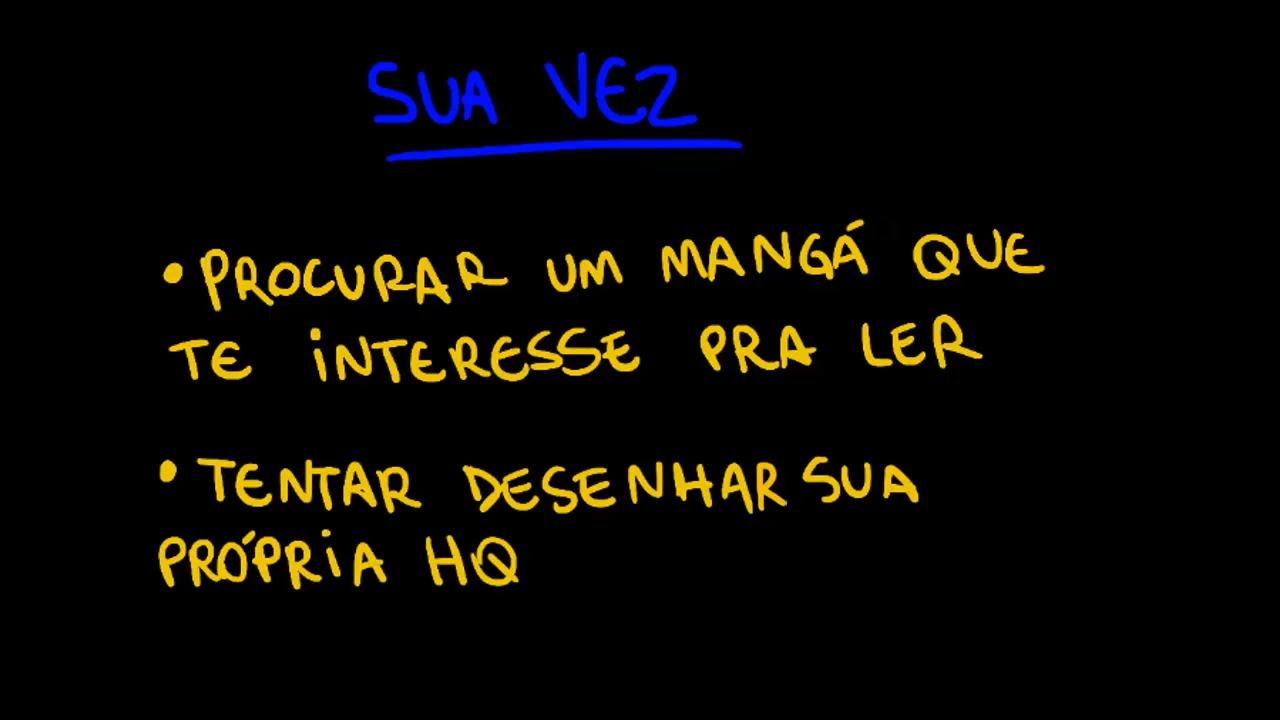 SUA VEZ
• PROCURAR UM MANGÁ QUE
TE INTERESSE PRA LER
• TENTAR DESENHAR SUA
PRÓPRIA HQ